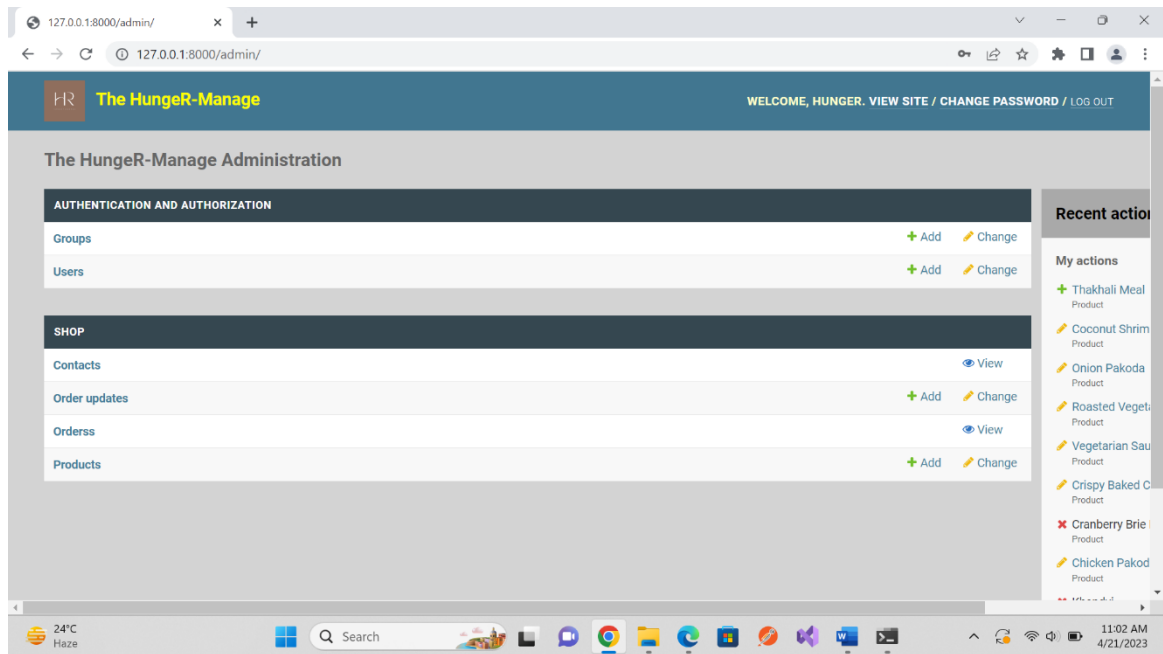 127.0.0.1:8000/admin/
127.0.0.1:8000/admin/
HR
The HungeR-Manage
WELCOME, HUNGER. VIEW SITE / CHANGE PASSWORD / LOG OUT
The HungeR-Manage Administration
AUTHENTICATION AND AUTHORIZATION
Groups
Add
Change
Users
Add
Change
SHOP
Contacts
View
Order updates
Add
Change
Orderss
View
Products
Add
Change
Recent action
My actions
Thakhali Meal
Product
Coconut Shrim
Product
Onion Pakoda
Product
Roasted Vegeta
Product
Vegetarian Sau
Product
Crispy Baked C
Product
Cranberry Brie
Product
Chicken Pakod
Product
24°C
Haze
Search
11:02 AM
4/21/2023